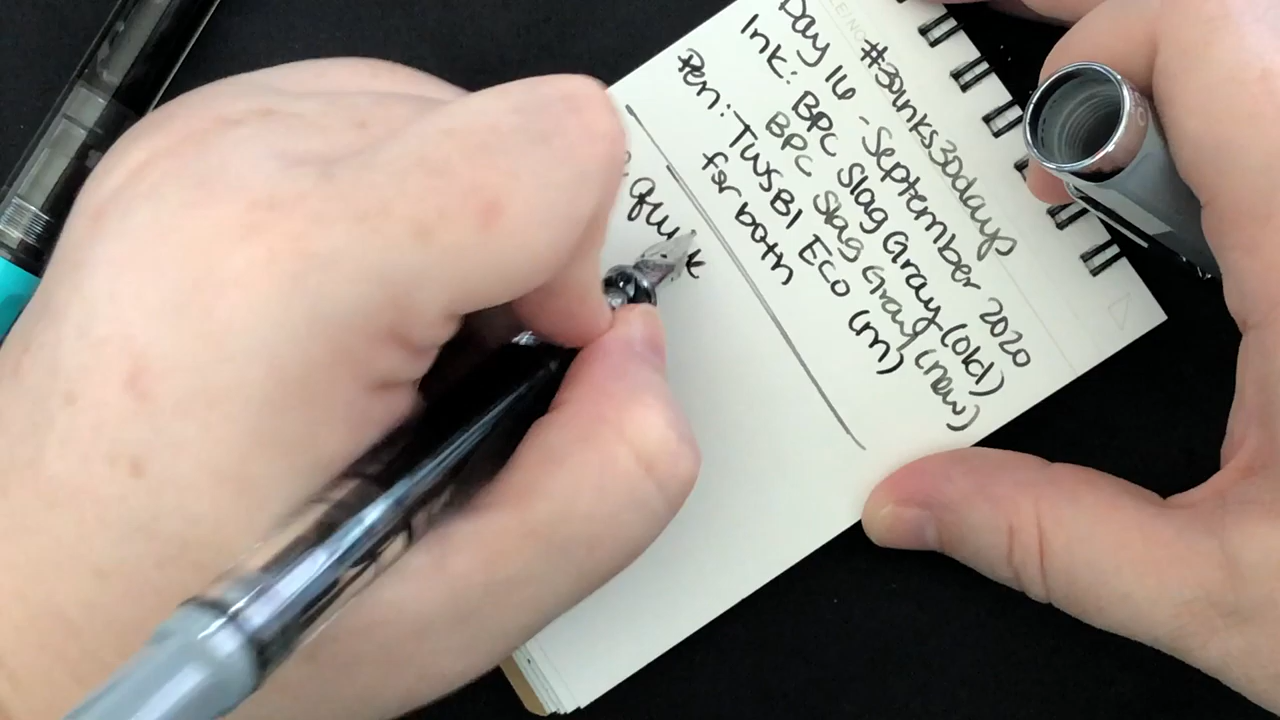 #30inks30days
Day 16 - September 2020
Ink: BPC Slag Gray (old)
BPC Slag Gray (new)
Pen: TWSBI Eco (m)
for both